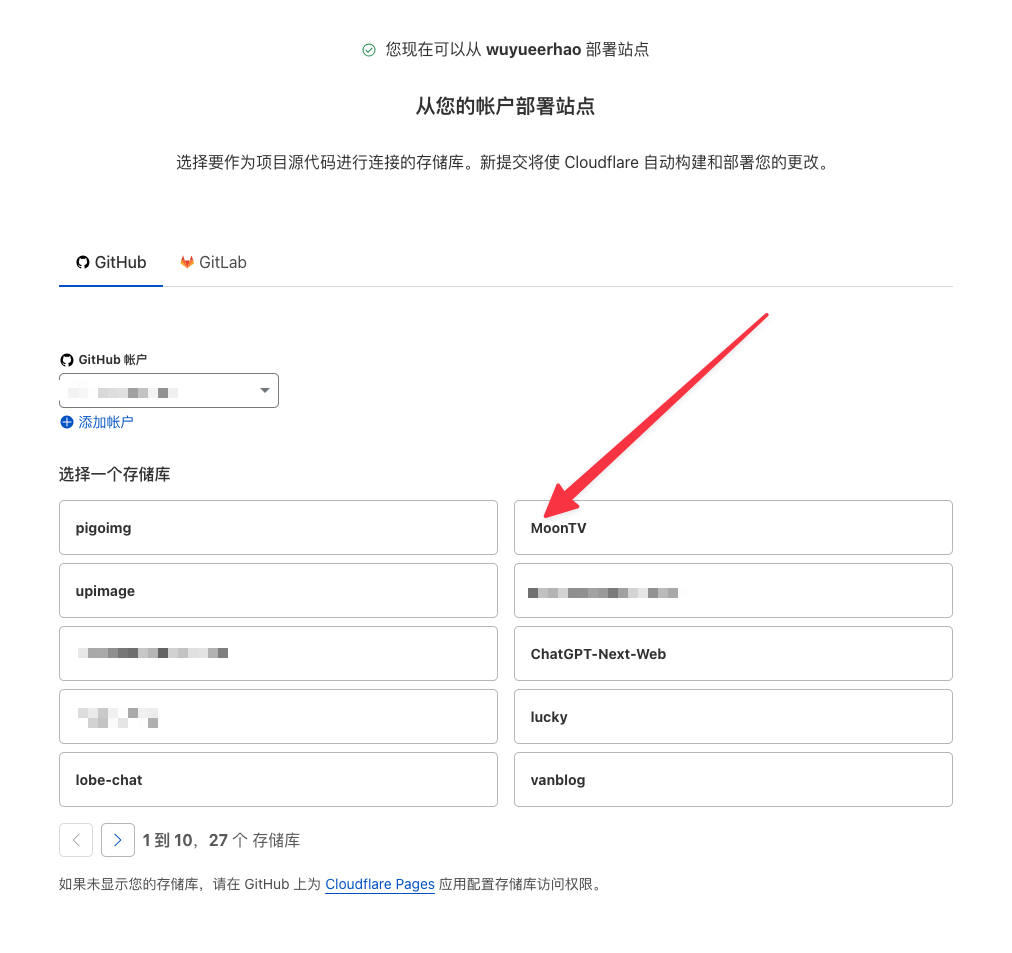 您现在可以从 wuyueerhao 部署站点
从您的帐户部署站点
选择要作为项目源代码进行连接的存储库。新提交将使 Cloudflare 自动构建和部署您的更改。
GitHub GitLab
GitHub 帐户
添加帐户
选择一个存储库
pigoimg MoonTV
upimage
ChatGPT-Next-Web
lucky
lobe-chat vanblog
1 到 10，27 个 存储库
如果未显示您的存储库，请在 GitHub 上为 Cloudflare Pages 应用配置存储库访问权限。